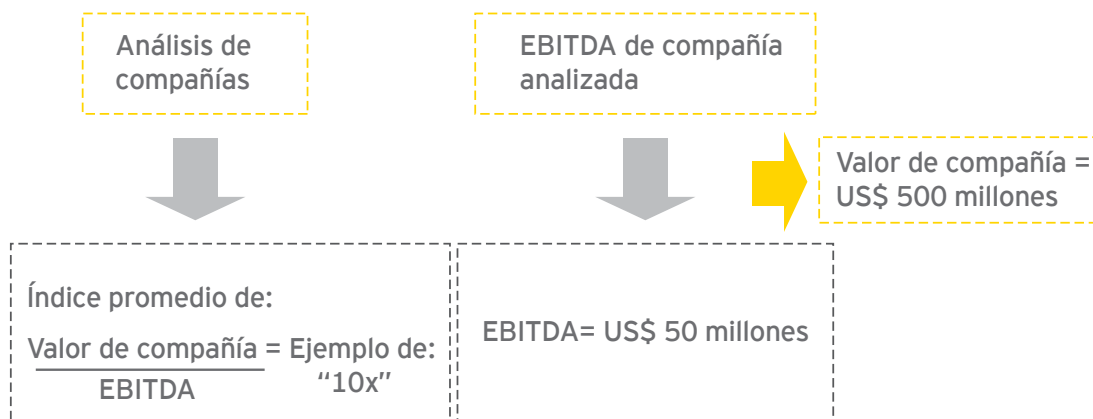 Análisis de
compañías
EBITDA de compañía
analizada
Valor de compañía =
US$ 500 millones
Índice promedio de:
Valor de compañía = Ejemplo de:
EBITDA “10x”
EBITDA= US$ 50 millones